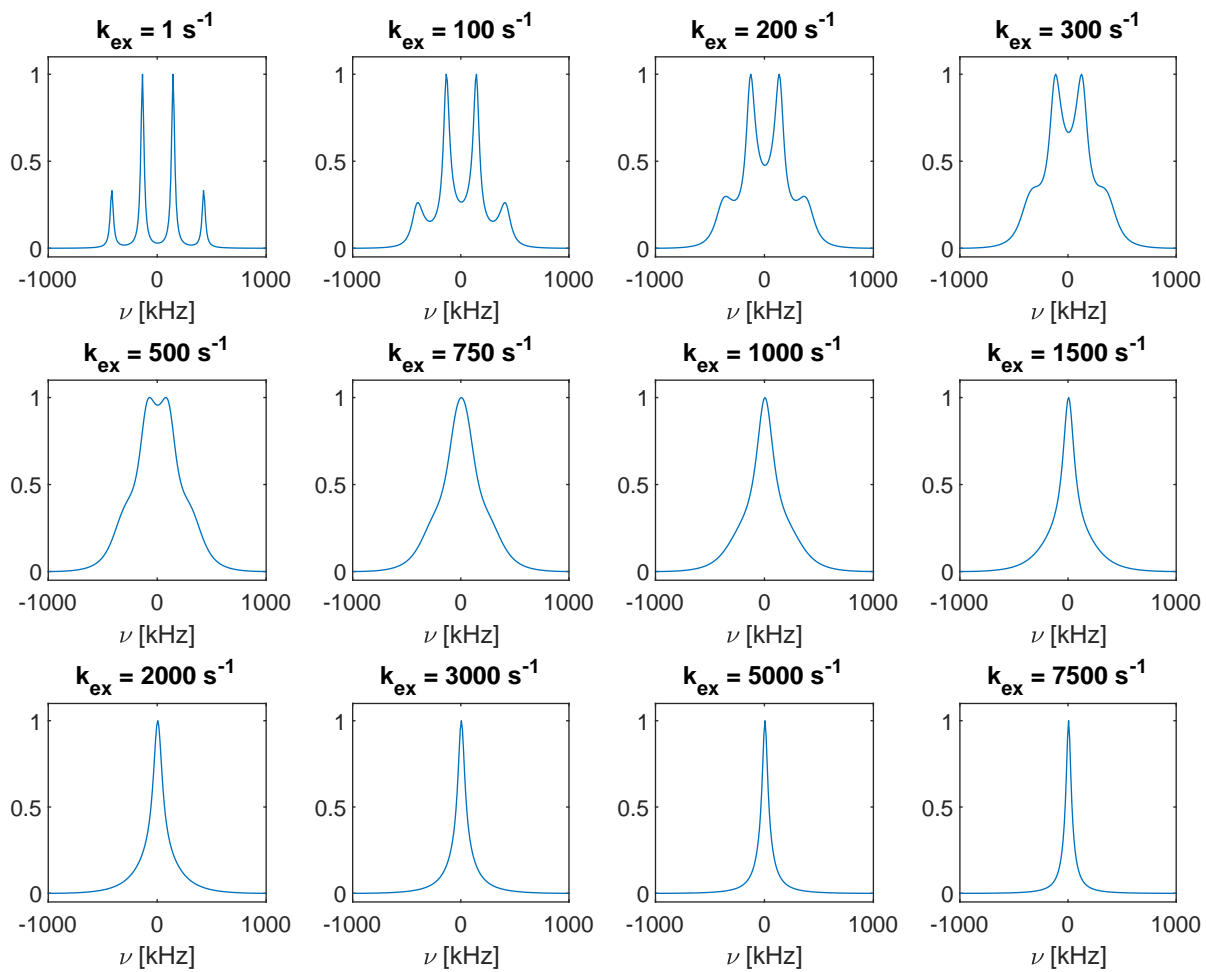 k_ex = 1 s^-1 k_ex = 100 s^-1 k_ex = 200 s^-1 k_ex = 300 s^-1
1 1 1 1
0.5 0.5 0.5 0.5
0 0 0 0
-1000 0 1000 -1000 0 1000 -1000 0 1000 -1000 0 1000
ν [kHz] ν [kHz] ν [kHz] ν [kHz]
k_ex = 500 s^-1 k_ex = 750 s^-1 k_ex = 1000 s^-1 k_ex = 1500 s^-1
1 1 1 1
0.5 0.5 0.5 0.5
0 0 0 0
-1000 0 1000 -1000 0 1000 -1000 0 1000 -1000 0 1000
ν [kHz] ν [kHz] ν [kHz] ν [kHz]
k_ex = 2000 s^-1 k_ex = 3000 s^-1 k_ex = 5000 s^-1 k_ex = 7500 s^-1
1 1 1 1
0.5 0.5 0.5 0.5
0 0 0 0
-1000 0 1000 -1000 0 1000 -1000 0 1000 -1000 0 1000
ν [kHz] ν [kHz] ν [kHz] ν [kHz]